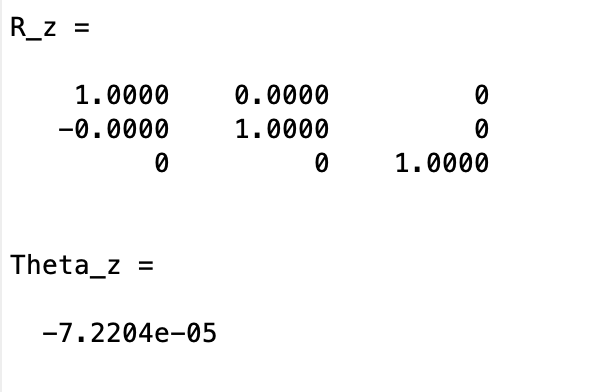 R_z =
1.0000 0.0000 0
-0.0000 1.0000 0
0 0 1.0000
Theta_z =
-7.2204e-05